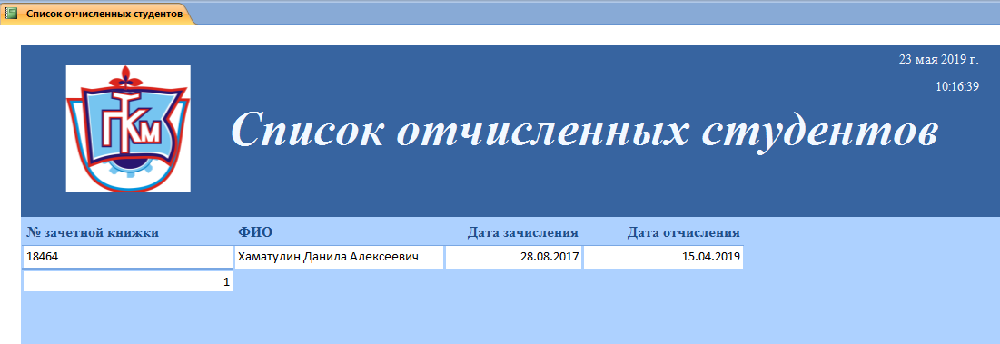 Список отчисленных студентов
23 мая 2019 г.
10:16:39
ГТКМ
Список отчисленных студентов
№ зачетной книжки ФИО Дата зачисления Дата отчисления
18464 Хаматулин Данила Алексеевич 28.08.2017 15.04.2019
1